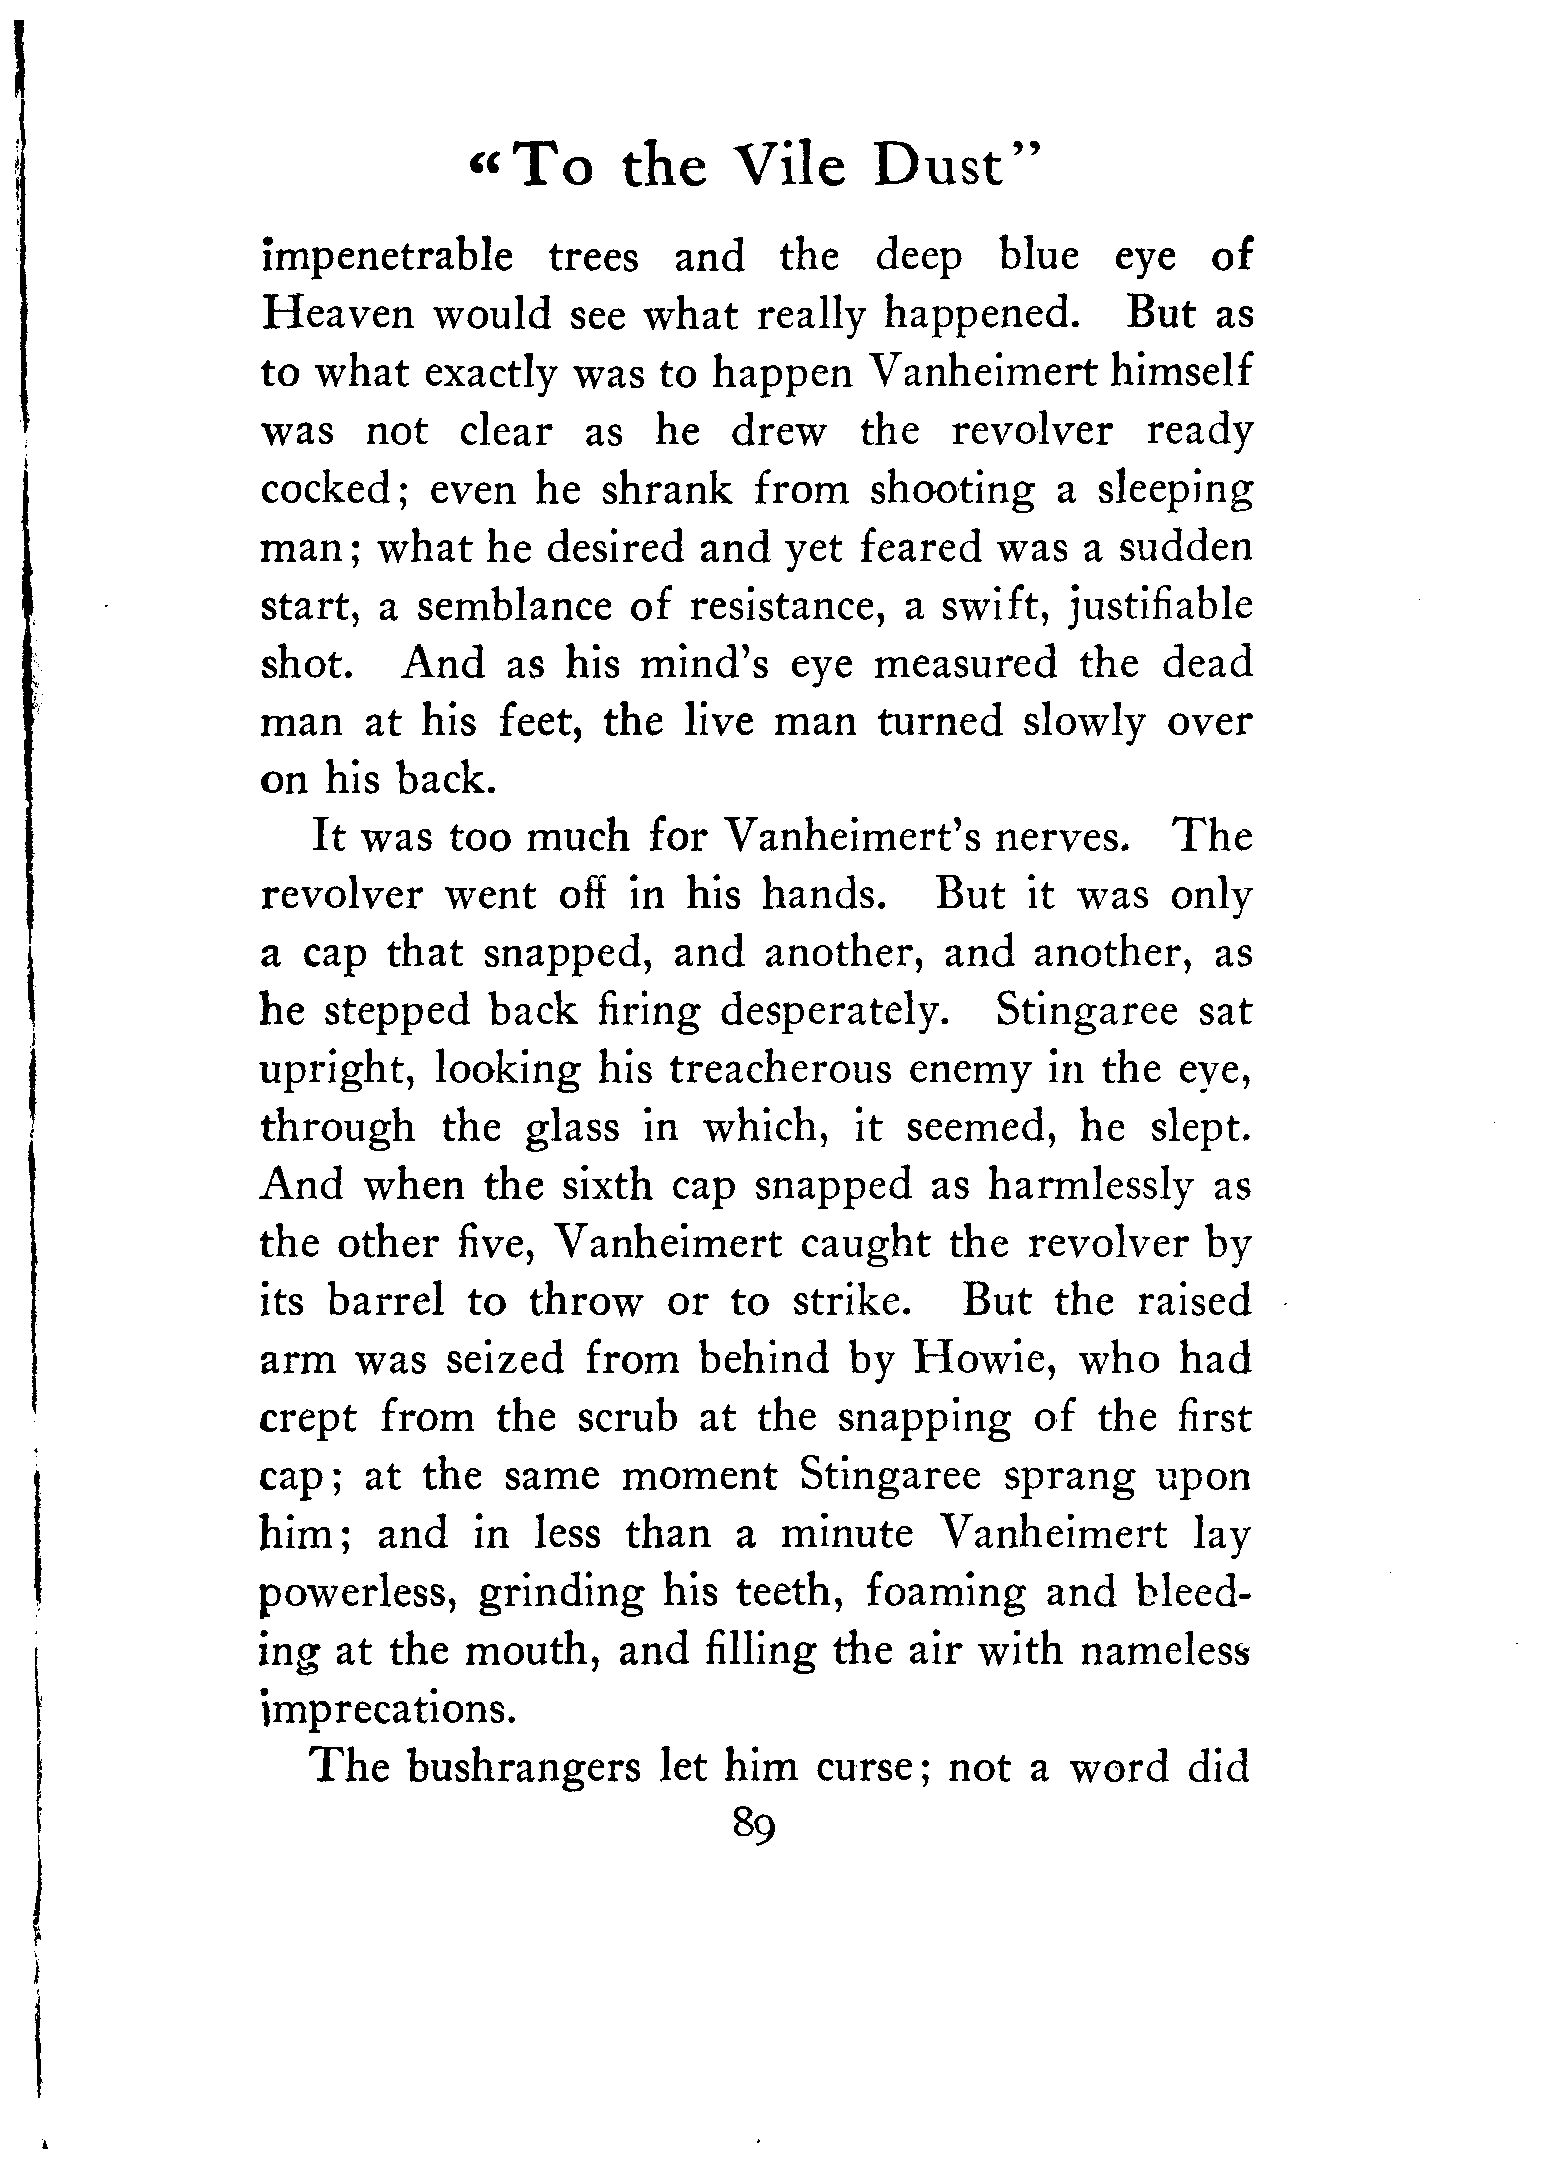 “To the Vile Dust”
impenetrable trees and the deep blue eye of
Heaven would see what really happened. But as
to what exactly was to happen Vanheimert himself
was not clear as he drew the revolver ready
cocked; even he shrank from shooting a sleeping
man; what he desired and yet feared was a sudden
start, a semblance of resistance, a swift, justifiable
shot. And as his mind's eye measured the dead
man at his feet, the live man turned slowly over
on his back.
It was too much for Vanheimert's nerves. The
revolver went off in his hands. But it was only
a cap that snapped, and another, and another, as
he stepped back firing desperately. Stingaree sat
upright, looking his treacherous enemy in the eye,
through the glass in which, it seemed, he slept.
And when the sixth cap snapped as harmlessly as
the other five, Vanheimert caught the revolver by
its barrel to throw or to strike. But the raised
arm was seized from behind by Howie, who had
crept from the scrub at the snapping of the first
cap; at the same moment Stingaree sprang upon
him; and in less than a minute Vanheimert lay
powerless, grinding his teeth, foaming and bleed-
ing at the mouth, and filling the air with nameless
imprecations.
The bushrangers let him curse; not a word did
89